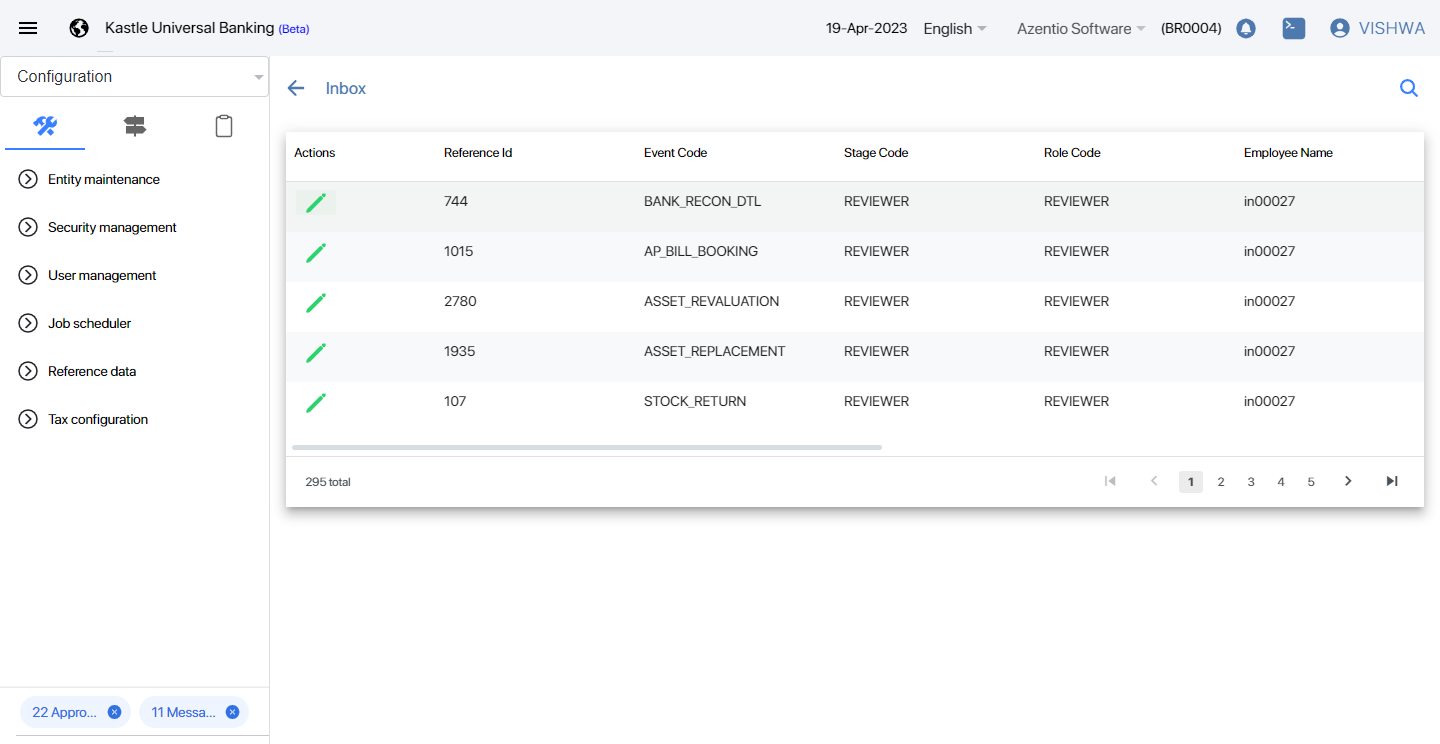 Kastle Universal Banking (Beta) 19-Apr-2023 English Azentio Software (BR0004) VISHWA
Configuration
Entity maintenance
Security management
User management
Job scheduler
Reference data
Tax configuration
22 Appro... 11 Messa...
Inbox
Actions Reference Id Event Code Stage Code Role Code Employee Name
744 BANK_RECON_DTL REVIEWER REVIEWER in00027
1015 AP_BILL_BOOKING REVIEWER REVIEWER in00027
2780 ASSET_REVALUATION REVIEWER REVIEWER in00027
1935 ASSET_REPLACEMENT REVIEWER REVIEWER in00027
107 STOCK_RETURN REVIEWER REVIEWER in00027
295 total 1 2 3 4 5